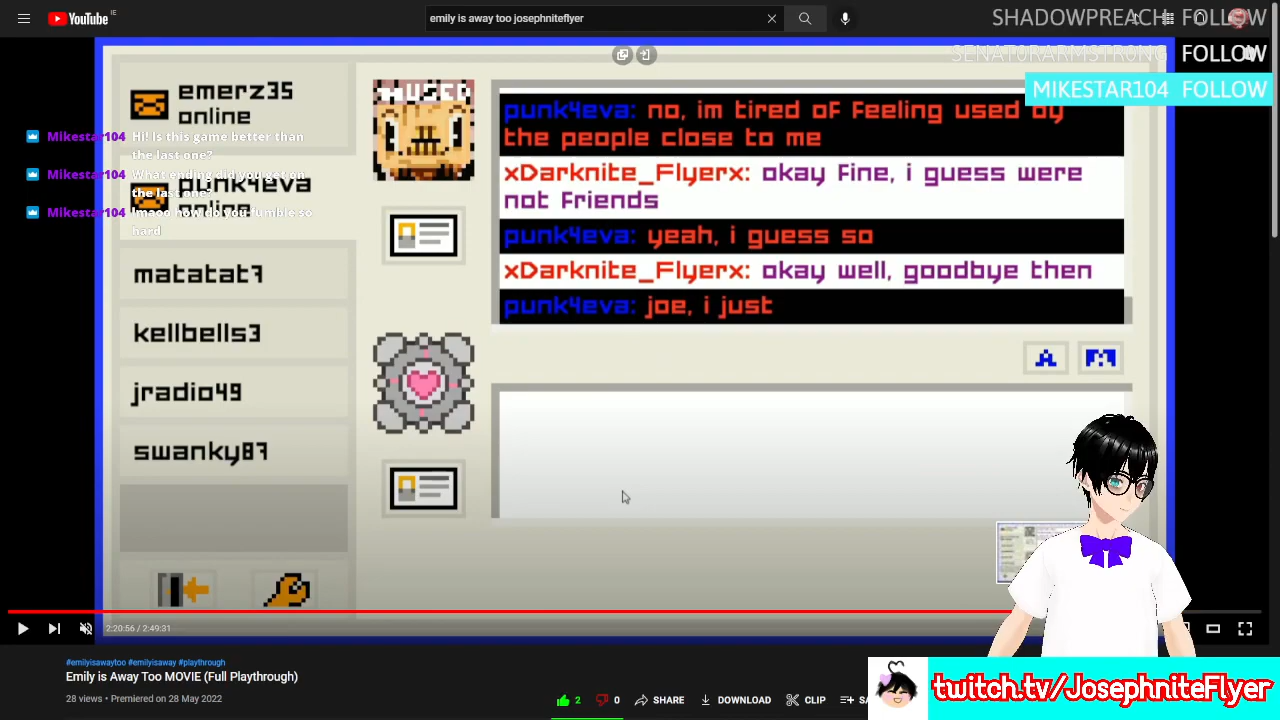 IE
YouTube
emily is away too josephniteflyer
SHADOWPREACH FOLLOW
SENAT0RARMSTR0NG FOLLOW
MIKESTAR104 FOLLOW
emerz35
online
Mikestar104 Hi! Is this game better than
the last one?
Mikestar104 What ending did you get on
the last one?
punk4eva
online
Mikestar104 lmaoo how do you fumble so
hard
matatat7
kellbells3
jradio49
swanky87
USED
punk4eva: no, im tired of feeling used by
the people close to me
xDarknite_Flyerx: okay fine, i guess were
not friends
punk4eva: yeah, i guess so
xDarknite_Flyerx: okay well, goodbye then
punk4eva: joe, i just
A
2:20:56 / 2:49:31
#emilyisawaytoo #emilyisaway #playthrough
Emily is Away Too MOVIE (Full Playthrough)
28 views • Premiered on 28 May 2022
2
0
SHARE
DOWNLOAD
CLIP
SA
twitch.tv/JosephniteFlyer